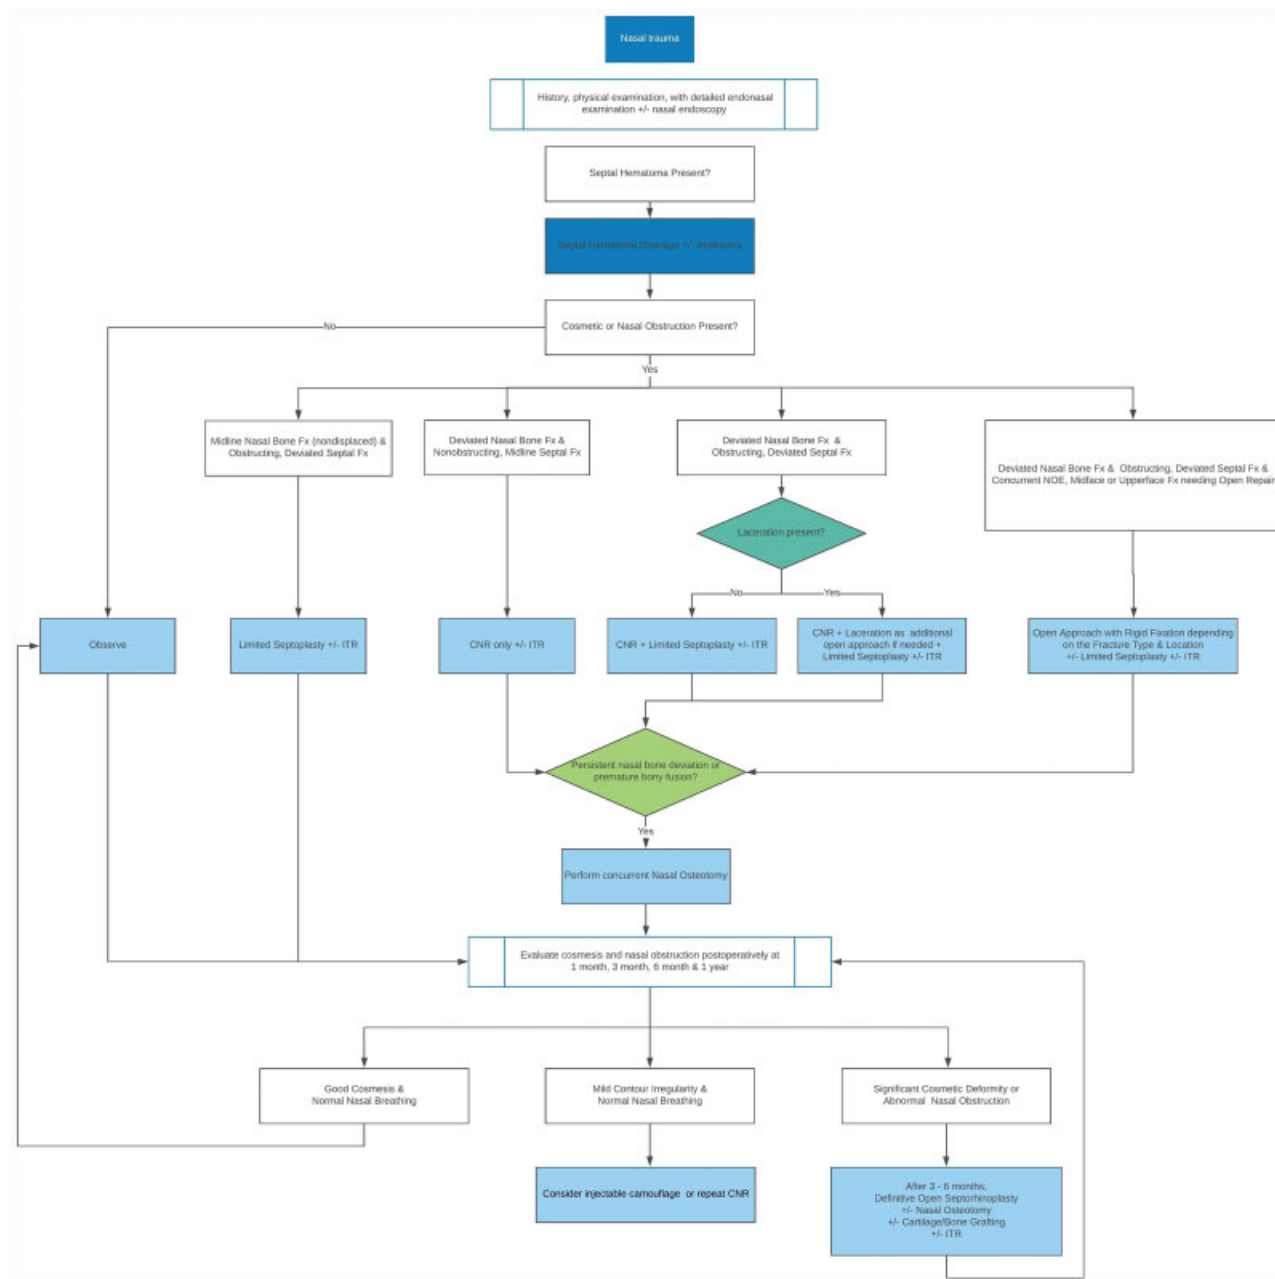 Nasal trauma
History, physical examination, with detailed endonasal
examination +/- nasal endoscopy
Septal Hematoma Present?
Septal Hematoma Drainage +/- Antibiotics
Cosmetic or Nasal Obstruction Present?
No
Yes
Midline Nasal Bone Fx (nondisplaced) &
Obstructing, Deviated Septal Fx
Deviated Nasal Bone Fx &
Nonobstructing, Midline Septal Fx
Deviated Nasal Bone Fx &
Obstructing, Deviated Septal Fx
Deviated Nasal Bone Fx & Obstructing, Deviated Septal Fx &
Concurrent NOE, Midface or Upperface Fx needing Open Repair
Laceration present?
No
Yes
Observe
Limited Septoplasty +/- ITR
CNR only +/- ITR
CNR + Limited Septoplasty +/- ITR
CNR + Laceration as additional
open approach if needed +
Limited Septoplasty +/- ITR
Open Approach with Rigid Fixation depending
on the Fracture Type & Location
+/- Limited Septoplasty +/- ITR
Persistent nasal bone deviation or
premature bony fusion?
Yes
Perform concurrent Nasal Osteotomy
Evaluate cosmesis and nasal obstruction postoperatively at
1 month, 3 month, 6 month & 1 year
Good Cosmesis &
Normal Nasal Breathing
Mild Contour Irregularity &
Normal Nasal Breathing
Significant Cosmetic Deformity or
Abnormal Nasal Obstruction
Consider injectable camouflage or repeat CNR
After 3 - 6 months,
Definitive Open Septorhinoplasty
+/- Nasal Osteotomy
+/- Cartilage/Bone Grafting
+/- ITR